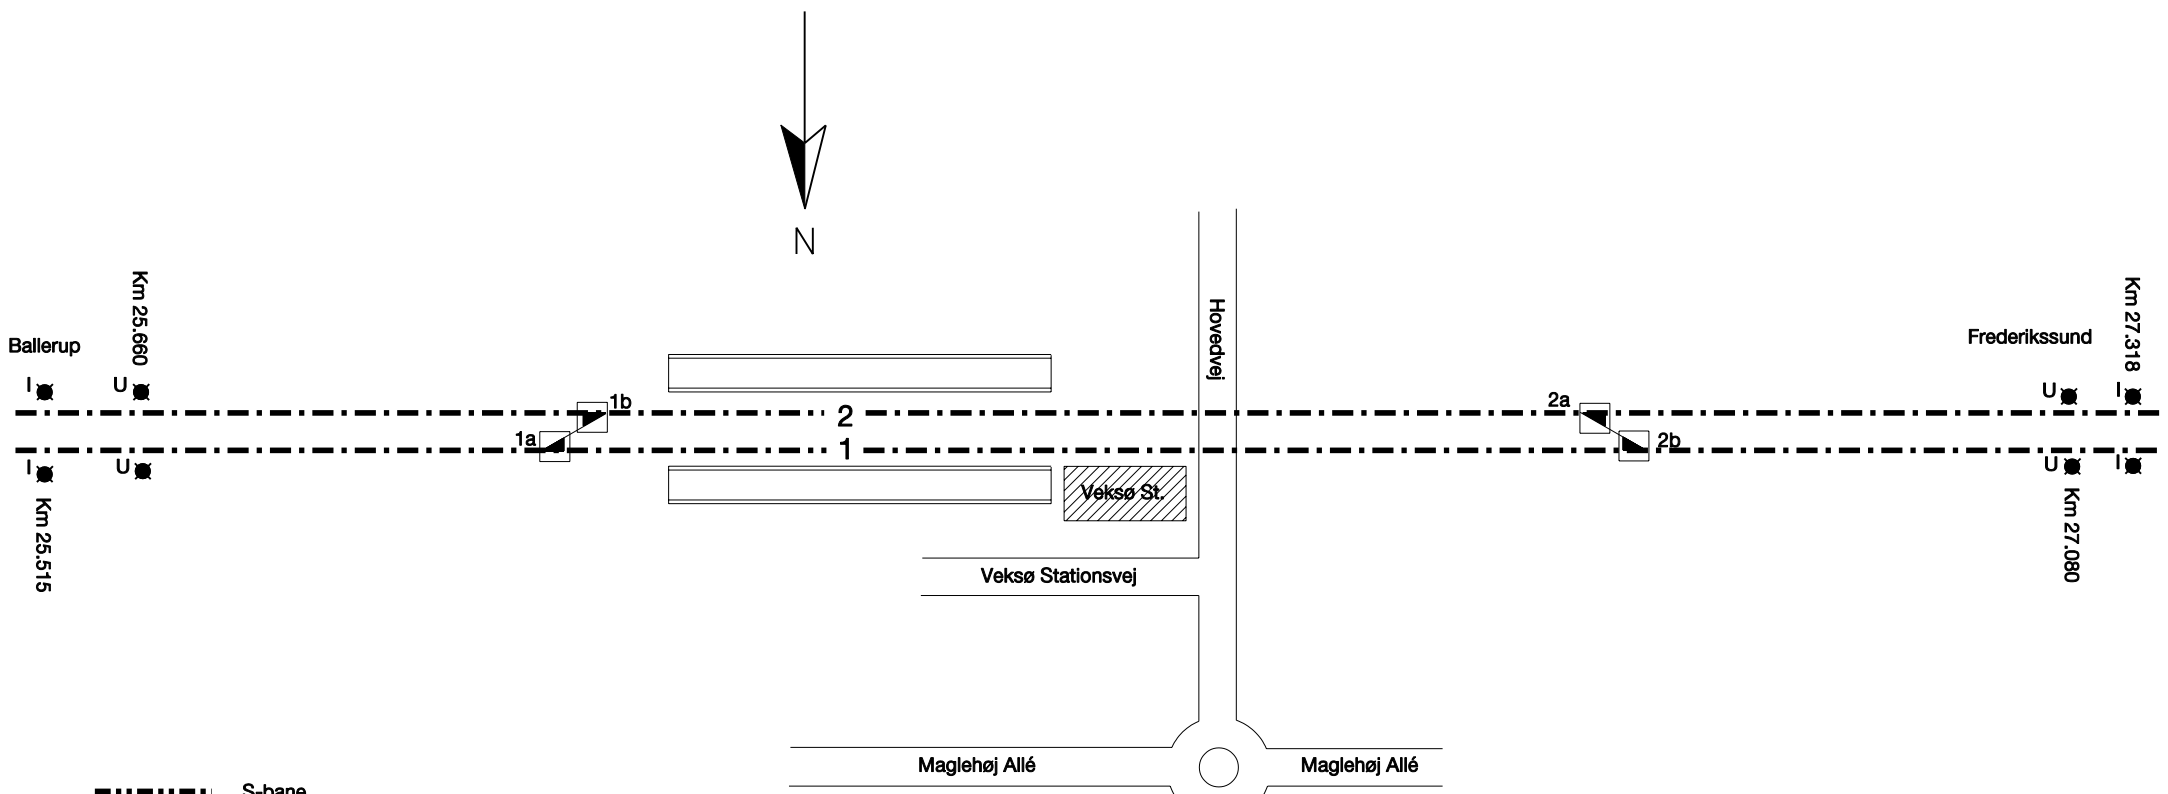 N
Km 25.660
Km 27.318
Hovedvej
Ballerup
Frederikssund
I
U
U
I
1b
2a
2
1a
2b
1
I
U
U
I
Veksø St.
Km 25.515
Km 27.080
Veksø Stationsvej
Maglehøj Allé
Maglehøj Allé
S-bane